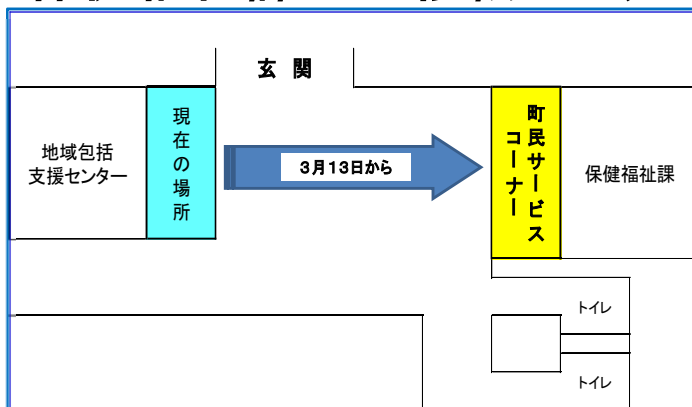 玄 関
地域包括
支援センター
現在の場所
3月13日から
町民サービス
コーナー
保健福祉課
トイレ
トイレ